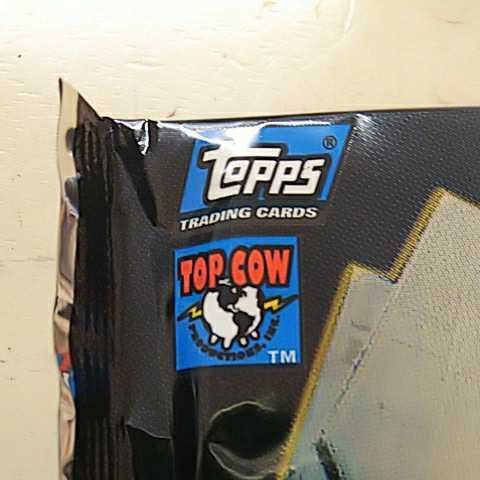 Topps®
TRADING CARDS
TOP COW
PRODUCTIONS, INC.
TM